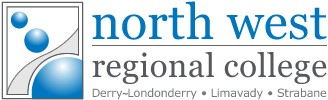 north west
regional college
Derry~Londonderry • Limavady • Strabane